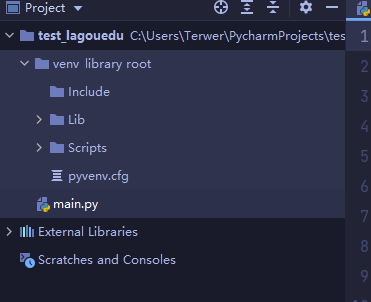 Project
test_lagouedu C:\Users\Terwer\PycharmProjects\tes
venv library root
Include
Lib
Scripts
pyvenv.cfg
main.py
External Libraries
Scratches and Consoles
1
2
3
4
5
6
7
8
9